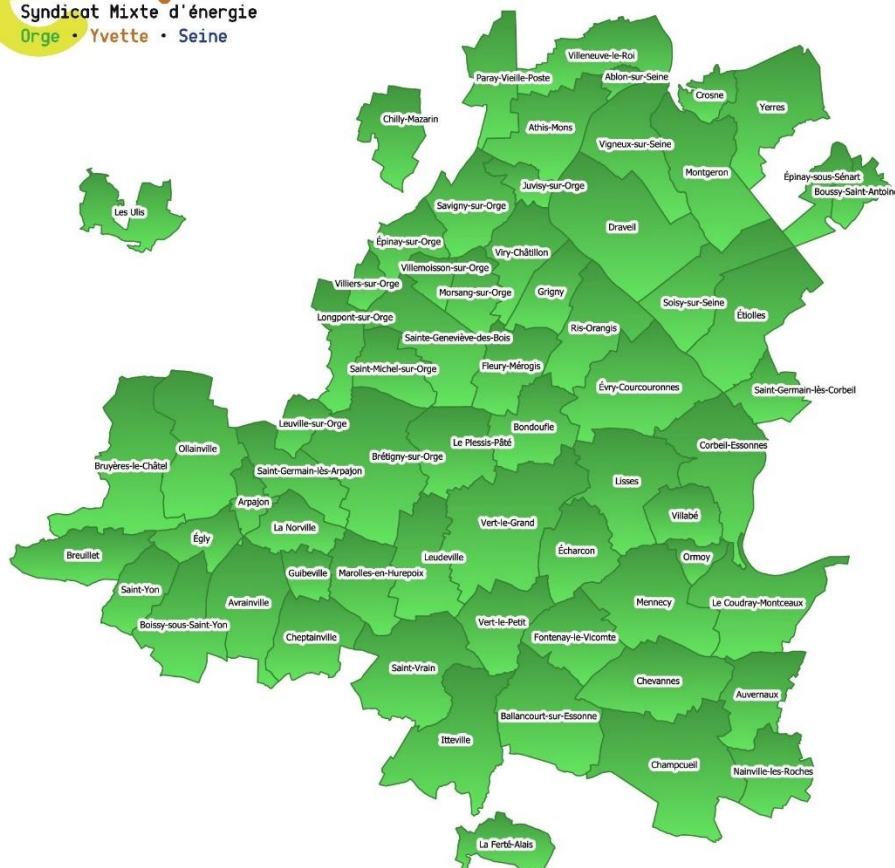 Syndicat Mixte d'énergie
Orge • Yvette • Seine
Villeneuve-le-Roi
Paray-Vieille-Poste
Ablon-sur-Seine
Crosne
Yerres
Chilly-Mazarin
Athis-Mons
Vigneux-sur-Seine
Montgeron
Épinay-sous-Sénart
Boussy-Saint-Antoine
Juvisy-sur-Orge
Les Ulis
Savigny-sur-Orge
Draveil
Épinay-sur-Orge
Viry-Châtillon
Villemoisson-sur-Orge
Villiers-sur-Orge
Morsang-sur-Orge
Grigny
Soisy-sur-Seine
Étiolles
Longpont-sur-Orge
Ris-Orangis
Sainte-Geneviève-des-Bois
Saint-Michel-sur-Orge
Fleury-Mérogis
Évry-Courcouronnes
Saint-Germain-lès-Corbeil
Leuville-sur-Orge
Bondoufle
Le Plessis-Pâté
Corbeil-Essonnes
Ollainville
Brétigny-sur-Orge
Bruyères-le-Châtel
Saint-Germain-lès-Arpajon
Lisses
Arpajon
Villabé
La Norville
Vert-le-Grand
Égly
Écharcon
Breuillet
Leudeville
Ormoy
Guibeville
Marolles-en-Hurepoix
Saint-Yon
Avrainville
Mennecy
Le Coudray-Montceaux
Boissy-sous-Saint-Yon
Vert-le-Petit
Cheptainville
Fontenay-le-Vicomte
Saint-Vrain
Chevannes
Auvernaux
Ballancourt-sur-Essonne
Itteville
Champcueil
Nainville-les-Roches
La Ferté-Alais